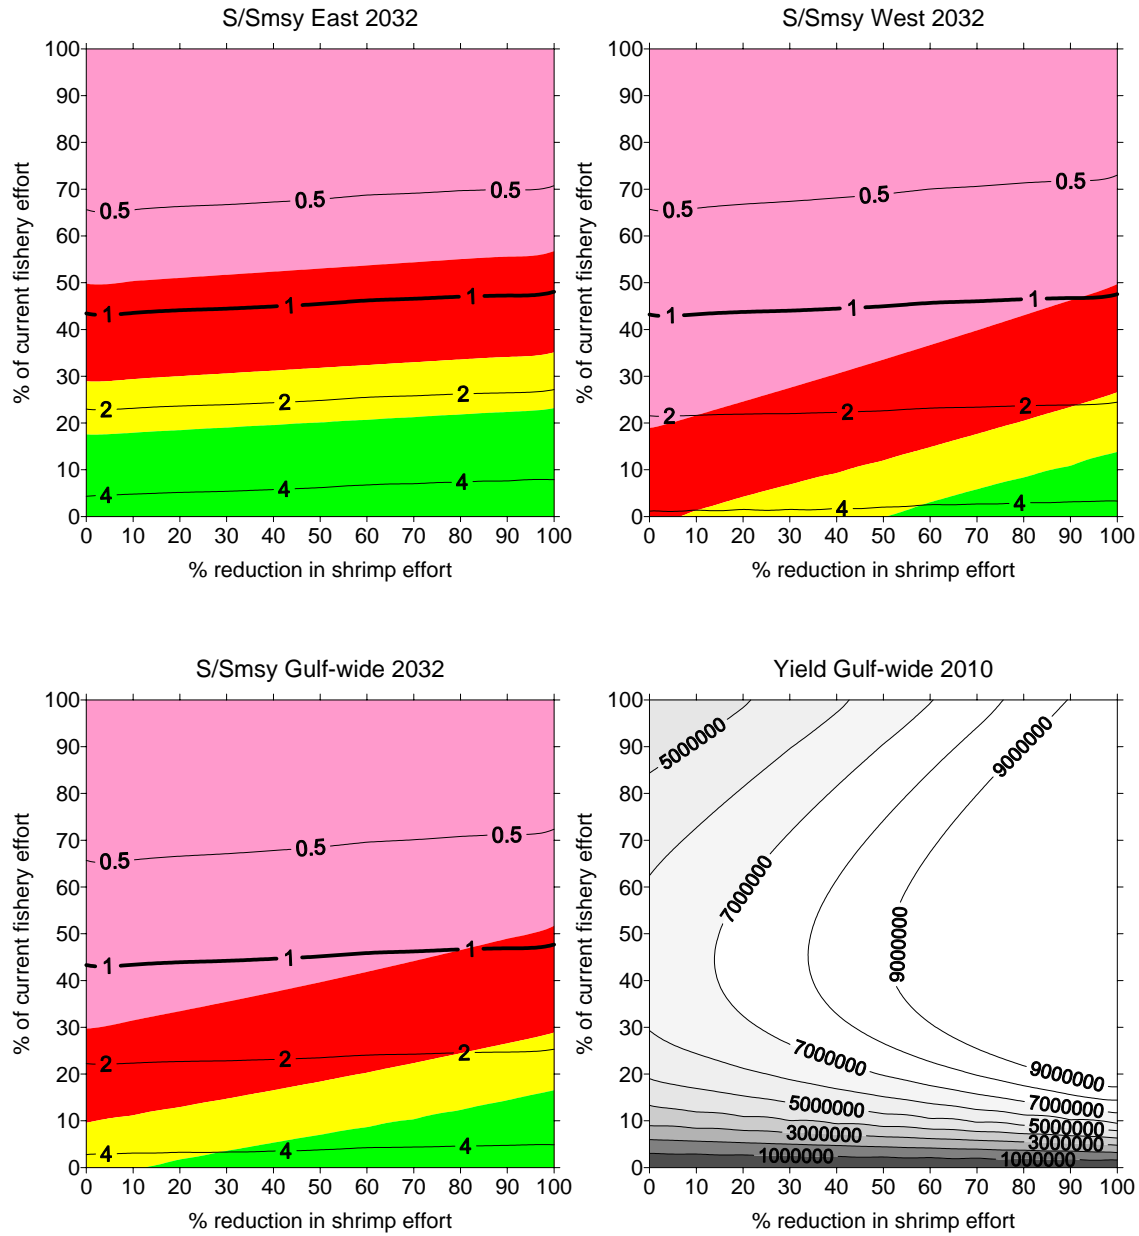 S/Smsy East 2032
100
90
80
70
60
50
40
30
20
10
0
% of current fishery effort
0.5 0.5 0.5
1 1 1
2 2 2
4 4 4
0 10 20 30 40 50 60 70 80 90 100
% reduction in shrimp effort
S/Smsy West 2032
100
90
80
70
60
50
40
30
20
10
0
% of current fishery effort
0.5 0.5 0.5
1 1 1
2 2 2
4 4
0 10 20 30 40 50 60 70 80 90 100
% reduction in shrimp effort
S/Smsy Gulf-wide 2032
100
90
80
70
60
50
40
30
20
10
0
% of current fishery effort
0.5 0.5 0.5
1 1 1
2 2 2
4 4 4
0 10 20 30 40 50 60 70 80 90 100
% reduction in shrimp effort
Yield Gulf-wide 2010
100
90
80
70
60
50
40
30
20
10
0
% of current fishery effort
5000000
9000000
7000000
9000000
7000000
9000000
5000000
7000000
3000000
5000000
3000000
1000000
1000000
0 10 20 30 40 50 60 70 80 90 100
% reduction in shrimp effort